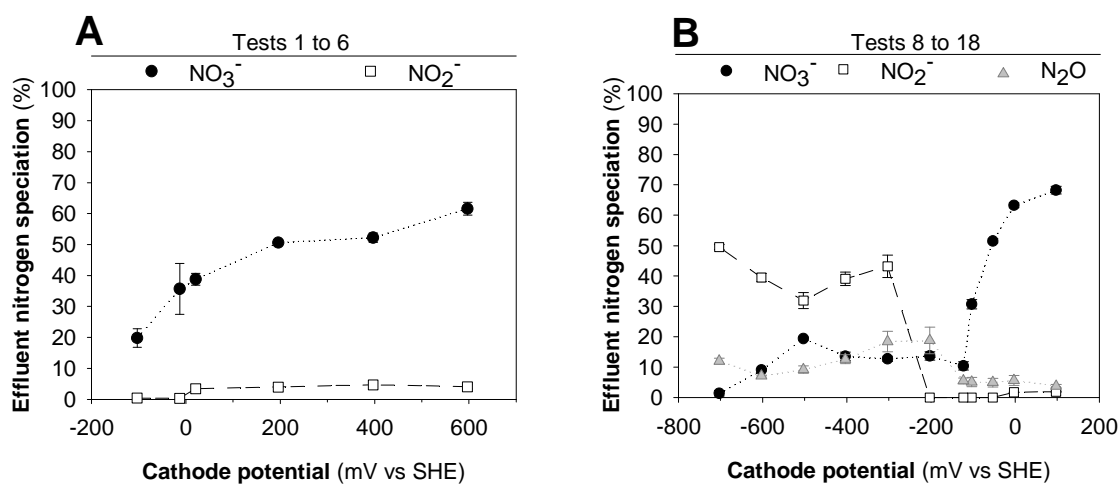 A
Tests 1 to 6
NO3-
NO2-
Effluent nitrogen speciation (%)
100
90
80
70
60
50
40
30
20
10
0
-200
0
200
400
600
Cathode potential (mV vs SHE)
B
Tests 8 to 18
NO3-
NO2-
N2O
Effluent nitrogen speciation (%)
100
90
80
70
60
50
40
30
20
10
0
-800
-600
-400
-200
0
Cathode potential (mV vs SHE)